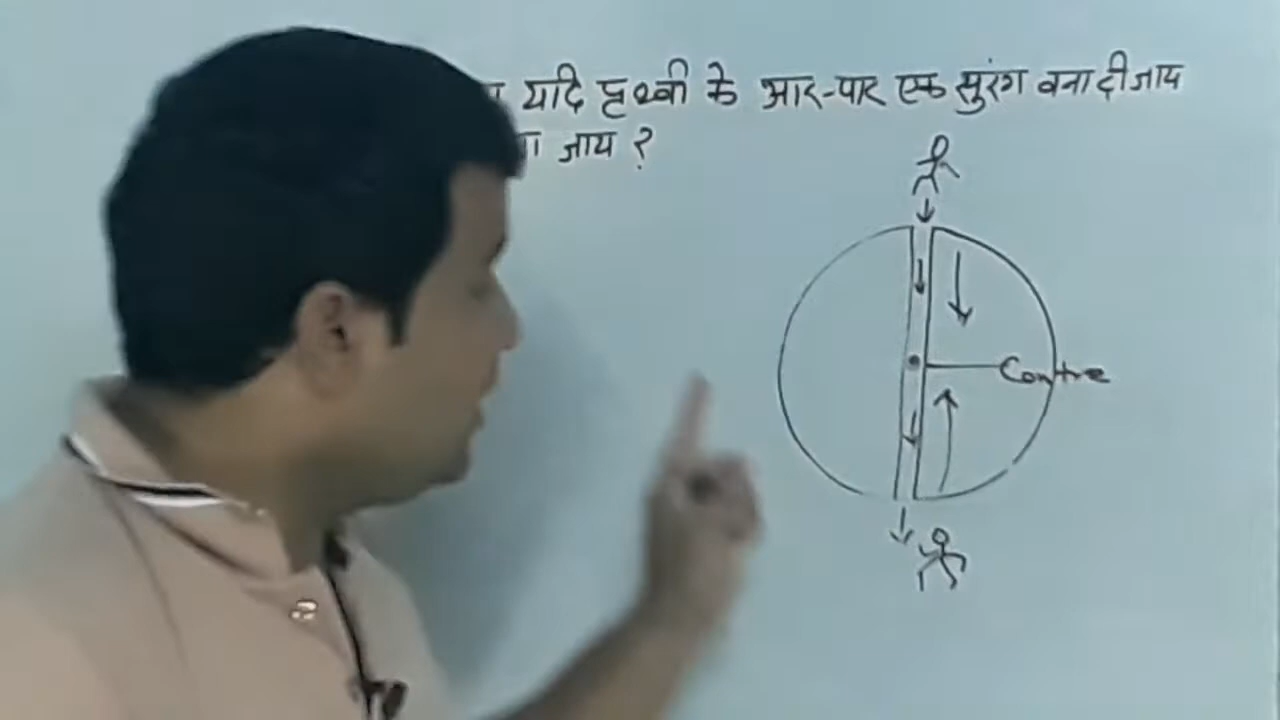 यदि पृथ्वी के आर-पार एक सुरंग बना दी जाय
जाय ?
Centre